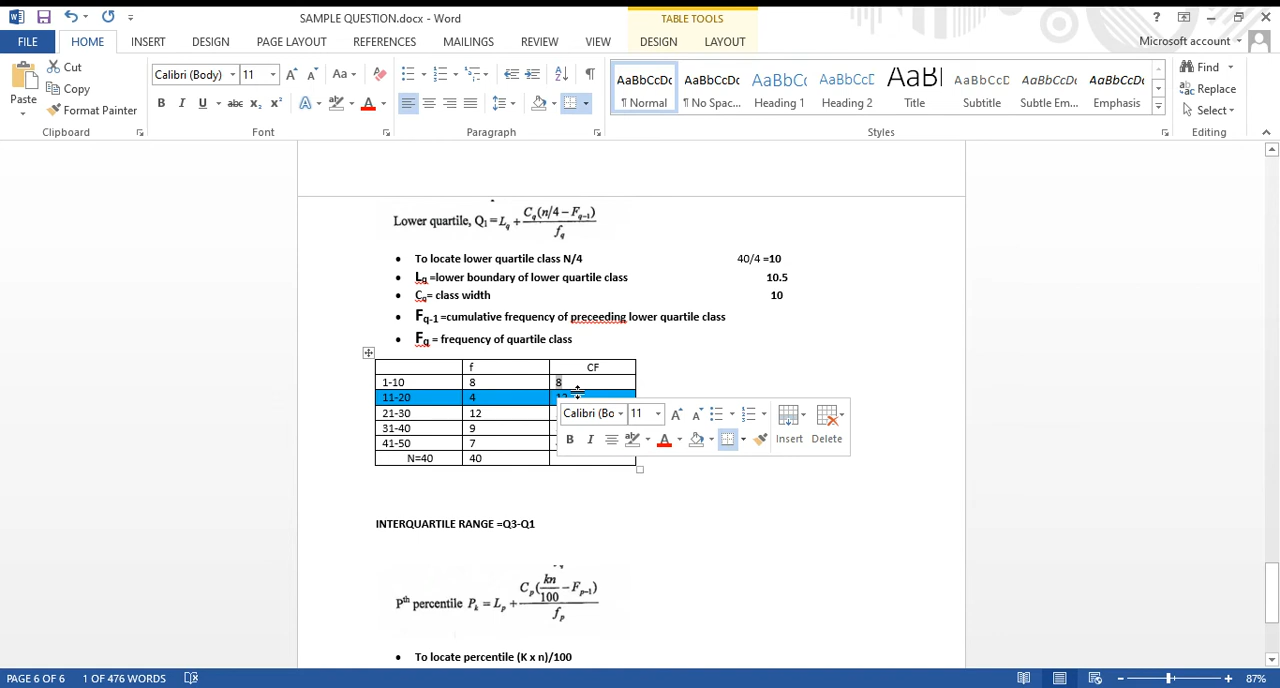 SAMPLE QUESTION.docx - Word
TABLE TOOLS
FILE HOME INSERT DESIGN PAGE LAYOUT REFERENCES MAILINGS REVIEW VIEW DESIGN LAYOUT
Microsoft account
Paste
Cut
Copy
Format Painter
Clipboard
Calibri (Body) 11
Font
Paragraph
AaBbCcDc AaBbCcDc AaBbC( AaBbCcC AaBl AaBbCcC AaBbCcDc AaBbCcDc
¶ Normal ¶ No Spac... Heading Heading 2 Title Subtitle Subtle Em... Emphasis
Styles
Find
Replace
Select
Editing
Lower quartile, Q₁ = L_q + C_q(n/4 − F_q-1) / f_q
• To locate lower quartile class N/4 40/4 =10
• Lq =lower boundary of lower quartile class 10.5
• Cq= class width 10
• Fq-1 =cumulative frequency of preceeding lower quartile class
• Fq = frequency of quartile class
f CF
1-10 8 8
11-20 4 12
21-30 12
31-40 9
41-50 7
N=40 40
Calibri (Bo 11
Insert Delete
INTERQUARTILE RANGE =Q3-Q1
Pth percentile P_k = L_p + C_p(kn/100 − F_p-1) / f_p
• To locate percentile (K x n)/100
PAGE 6 OF 6 1 OF 476 WORDS 87%